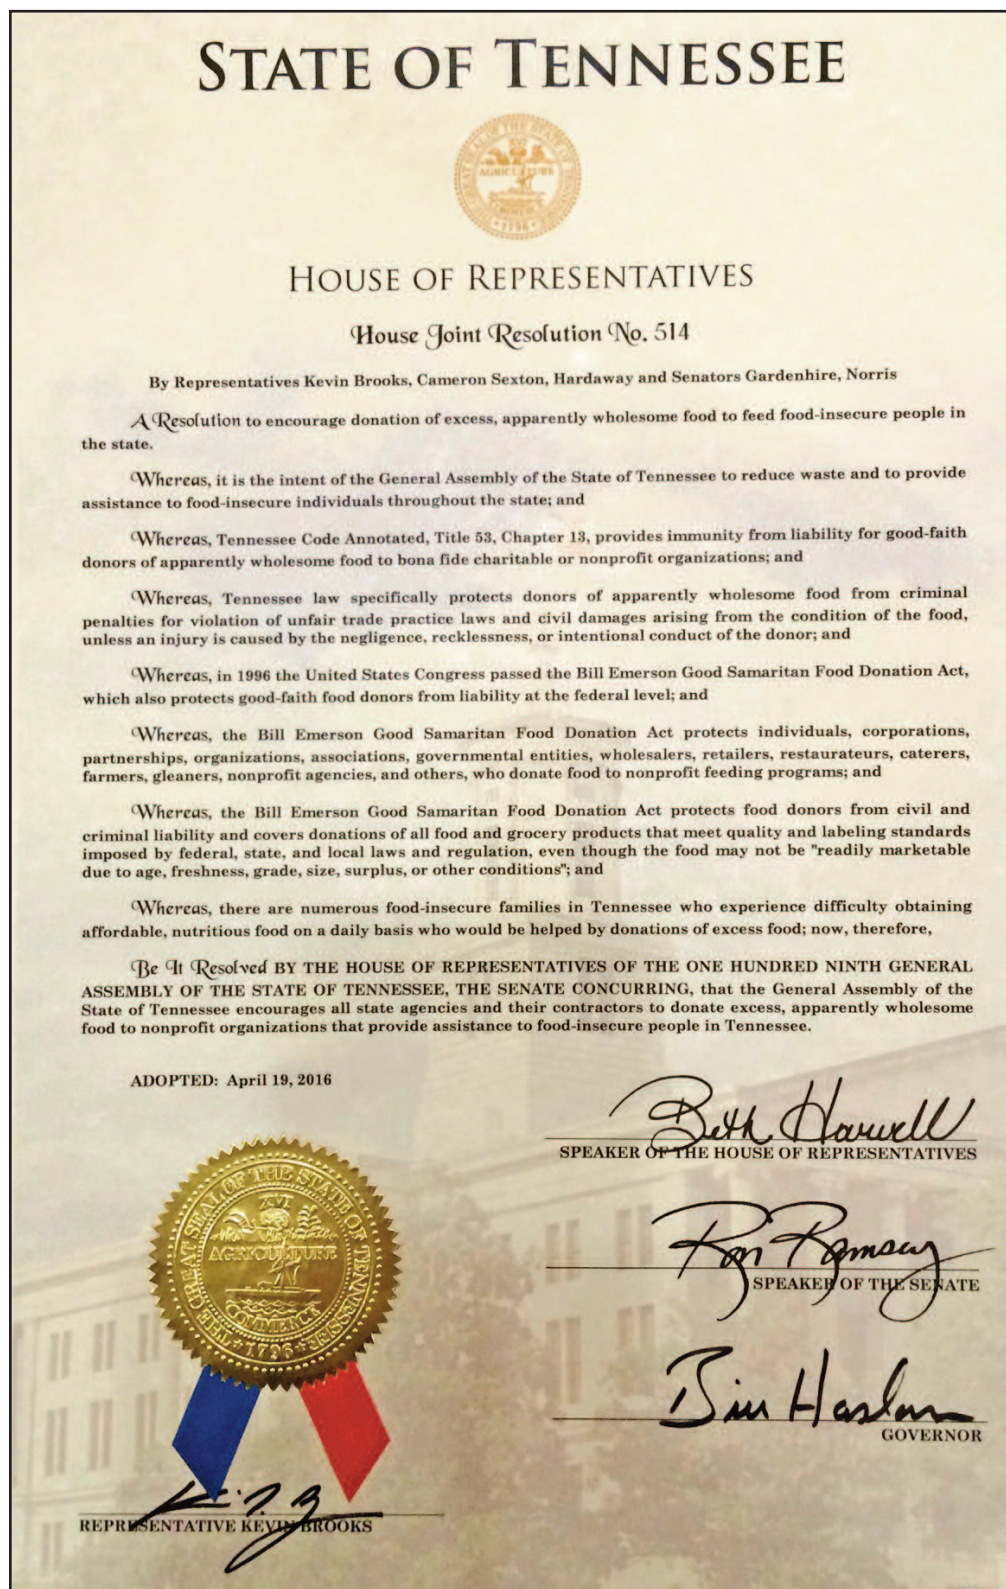 STATE OF TENNESSEE
THE GREAT SEAL OF THE STATE OF TENNESSEE
XVI
AGRICULTURE
COMMERCE
1796
HOUSE OF REPRESENTATIVES
House Joint Resolution No. 514
By Representatives Kevin Brooks, Cameron Sexton, Hardaway and Senators Gardenhire, Norris
A Resolution to encourage donation of excess, apparently wholesome food to feed food-insecure people in
the state.
Whereas, it is the intent of the General Assembly of the State of Tennessee to reduce waste and to provide
assistance to food-insecure individuals throughout the state; and
Whereas, Tennessee Code Annotated, Title 53, Chapter 13, provides immunity from liability for good-faith
donors of apparently wholesome food to bona fide charitable or nonprofit organizations; and
Whereas, Tennessee law specifically protects donors of apparently wholesome food from criminal
penalties for violation of unfair trade practice laws and civil damages arising from the condition of the food,
unless an injury is caused by the negligence, recklessness, or intentional conduct of the donor; and
Whereas, in 1996 the United States Congress passed the Bill Emerson Good Samaritan Food Donation Act,
which also protects good-faith food donors from liability at the federal level; and
Whereas, the Bill Emerson Good Samaritan Food Donation Act protects individuals, corporations,
partnerships, organizations, associations, governmental entities, wholesalers, retailers, restaurateurs, caterers,
farmers, gleaners, nonprofit agencies, and others, who donate food to nonprofit feeding programs; and
Whereas, the Bill Emerson Good Samaritan Food Donation Act protects food donors from civil and
criminal liability and covers donations of all food and grocery products that meet quality and labeling standards
imposed by federal, state, and local laws and regulation, even though the food may not be "readily marketable
due to age, freshness, grade, size, surplus, or other conditions"; and
Whereas, there are numerous food-insecure families in Tennessee who experience difficulty obtaining
affordable, nutritious food on a daily basis who would be helped by donations of excess food; now, therefore,
Be It Resolved BY THE HOUSE OF REPRESENTATIVES OF THE ONE HUNDRED NINTH GENERAL
ASSEMBLY OF THE STATE OF TENNESSEE, THE SENATE CONCURRING, that the General Assembly of the
State of Tennessee encourages all state agencies and their contractors to donate excess, apparently wholesome
food to nonprofit organizations that provide assistance to food-insecure people in Tennessee.
ADOPTED: April 19, 2016
Beth Harwell
SPEAKER OF THE HOUSE OF REPRESENTATIVES
Ron Ramsey
SPEAKER OF THE SENATE
Bill Haslam
GOVERNOR
THE GREAT SEAL OF THE STATE OF TENNESSEE
XVI
AGRICULTURE
COMMERCE
1796
REPRESENTATIVE KEVIN BROOKS